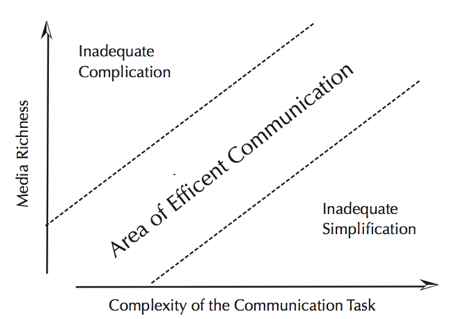 Inadequate
Complication
Media Richness
Area of Efficent Communication
Inadequate
Simplification
Complexity of the Communication Task